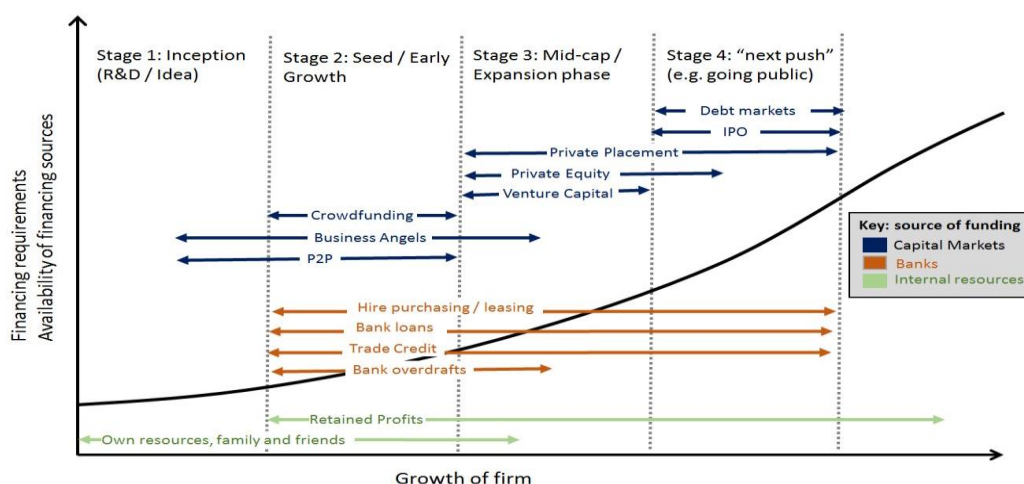 Stage 1: Inception
(R&D / Idea)
Stage 2: Seed / Early
Growth
Stage 3: Mid-cap /
Expansion phase
Stage 4: “next push”
(e.g. going public)
Debt markets
IPO
Private Placement
Private Equity
Venture Capital
Crowdfunding
Business Angels
P2P
Hire purchasing / leasing
Bank loans
Trade Credit
Bank overdrafts
Retained Profits
Own resources, family and friends
Key: source of funding
Capital Markets
Banks
Internal resources
Financing requirements
Availability of financing sources
Growth of firm